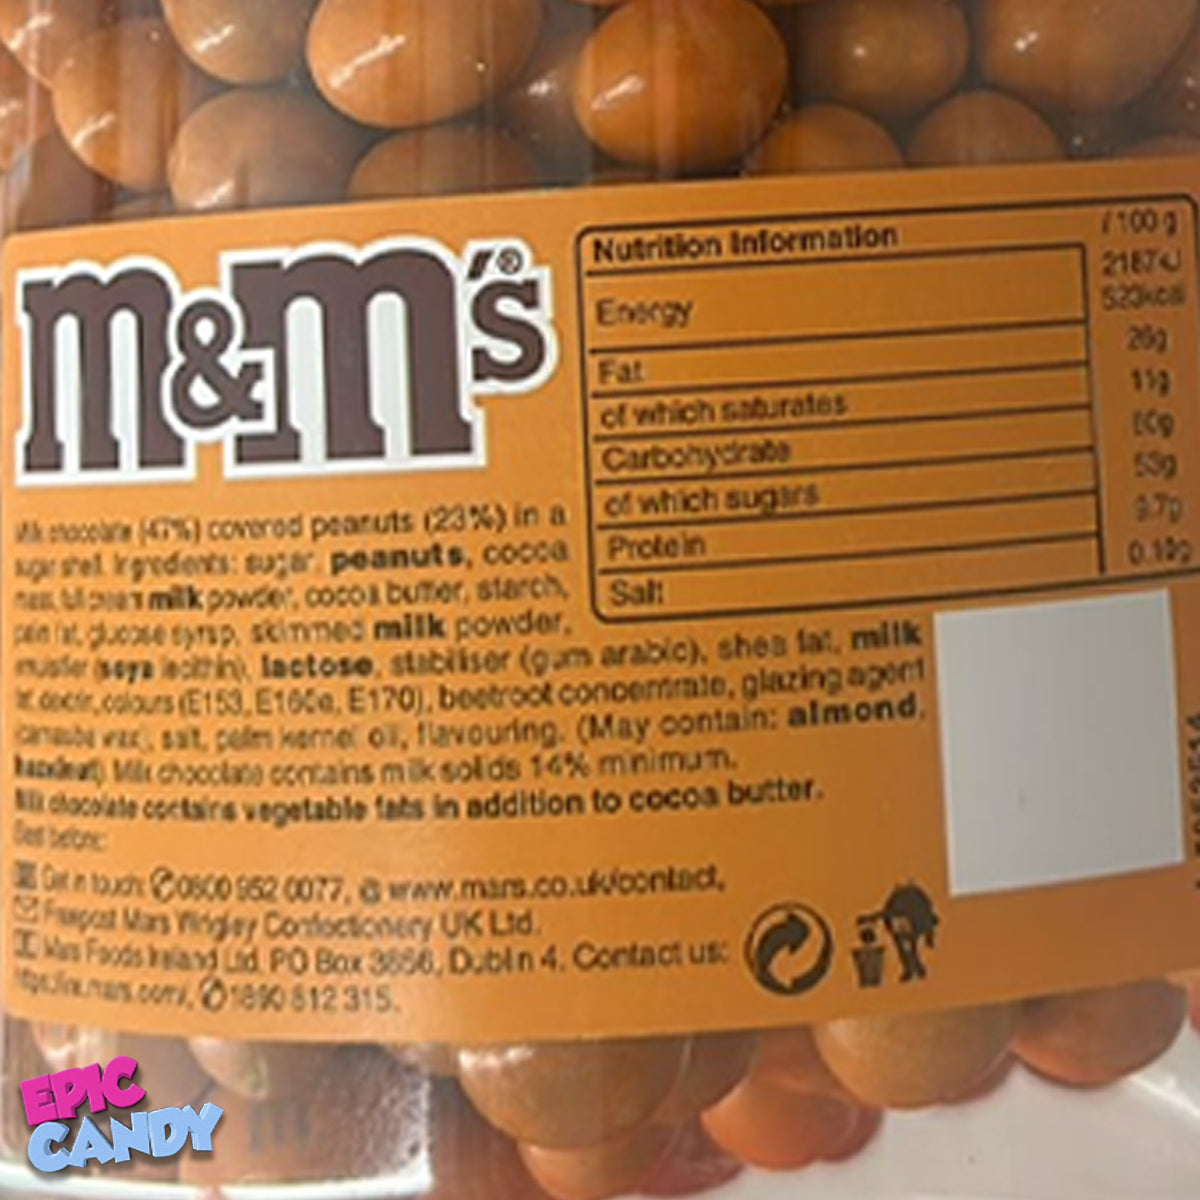 m&m's®
Nutrition Information / 100 g
Energy 2187kJ
523kcal
Fat 26g
of which saturates 11g
Carbohydrate 60g
of which sugars 53g
Protein 9.7g
Salt
Milk chocolate (47%) covered peanuts (23%) in a
sugar shell. Ingredients: sugar, peanuts, cocoa
mass, full cream milk powder, cocoa butter, starch,
palm fat, glucose syrup, skimmed milk powder,
emulsifier (soya lecithin), lactose, stabiliser (gum arabic), shea fat, milk
fat, dextrin, colours (E153, E160e, E170), beetroot concentrate, glazing agent
(carnauba wax), salt, palm kernel oil, flavouring. (May contain: almond,
hazelnut). Milk chocolate contains milk solids 14% minimum.
Milk chocolate contains vegetable fats in addition to cocoa butter.
Best before:
Get in touch: 0800 952 0077, @ www.mars.co.uk/contact,
Freepost Mars Wrigley Confectionery UK Ltd.
Mars Foods Ireland Ltd. PO Box 3856, Dublin 4. Contact us:
1890 812 315.
EPIC
CANDY